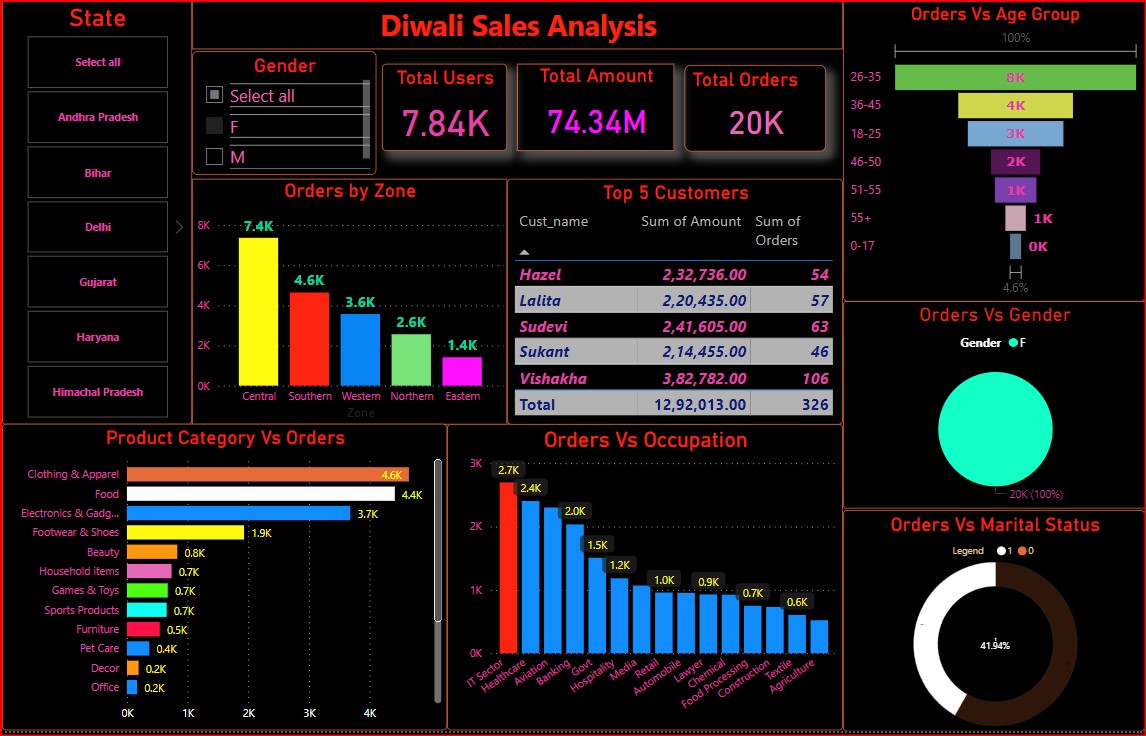 State
Select all
Andhra Pradesh
Bihar
Delhi
Gujarat
Haryana
Himachal Pradesh
Diwali Sales Analysis
Gender
Select all
F
M
Total Users
7.84K
Total Amount
74.34M
Total Orders
20K
Orders by Zone
8K
6K
4K
2K
0K
7.4K
4.6K
3.6K
2.6K
1.4K
Central Southern Western Northern Eastern
Zone
Top 5 Customers
Cust_name Sum of Amount Sum of
Orders
Hazel 2,32,736.00 54
Lalita 2,20,435.00 57
Sudevi 2,41,605.00 63
Sukant 2,14,455.00 46
Vishakha 3,82,782.00 106
Total 12,92,013.00 326
Orders Vs Age Group
100%
26-35 8K
36-45 4K
18-25 3K
46-50 2K
51-55 1K
55+ 1K
0-17 0K
4.6%
Orders Vs Gender
Gender F
20K (100%)
Product Category Vs Orders
Clothing & Apparel 4.6K
Food 4.4K
Electronics & Gadg... 3.7K
Footwear & Shoes 1.9K
Beauty 0.8K
Household items 0.7K
Games & Toys 0.7K
Sports Products 0.7K
Furniture 0.5K
Pet Care 0.4K
Decor 0.2K
Office 0.2K
0K 1K 2K 3K 4K
Orders Vs Occupation
3K
2K
1K
0K
2.7K
2.4K
2.0K
1.5K
1.2K
1.0K
0.9K
0.7K
0.6K
IT Sector
Healthcare
Aviation
Banking
Govt
Hospitality
Media
Retail
Automobile
Lawyer
Chemical
Food Processing
Construction
Textile
Agriculture
Orders Vs Marital Status
Legend 1 0
41.94%